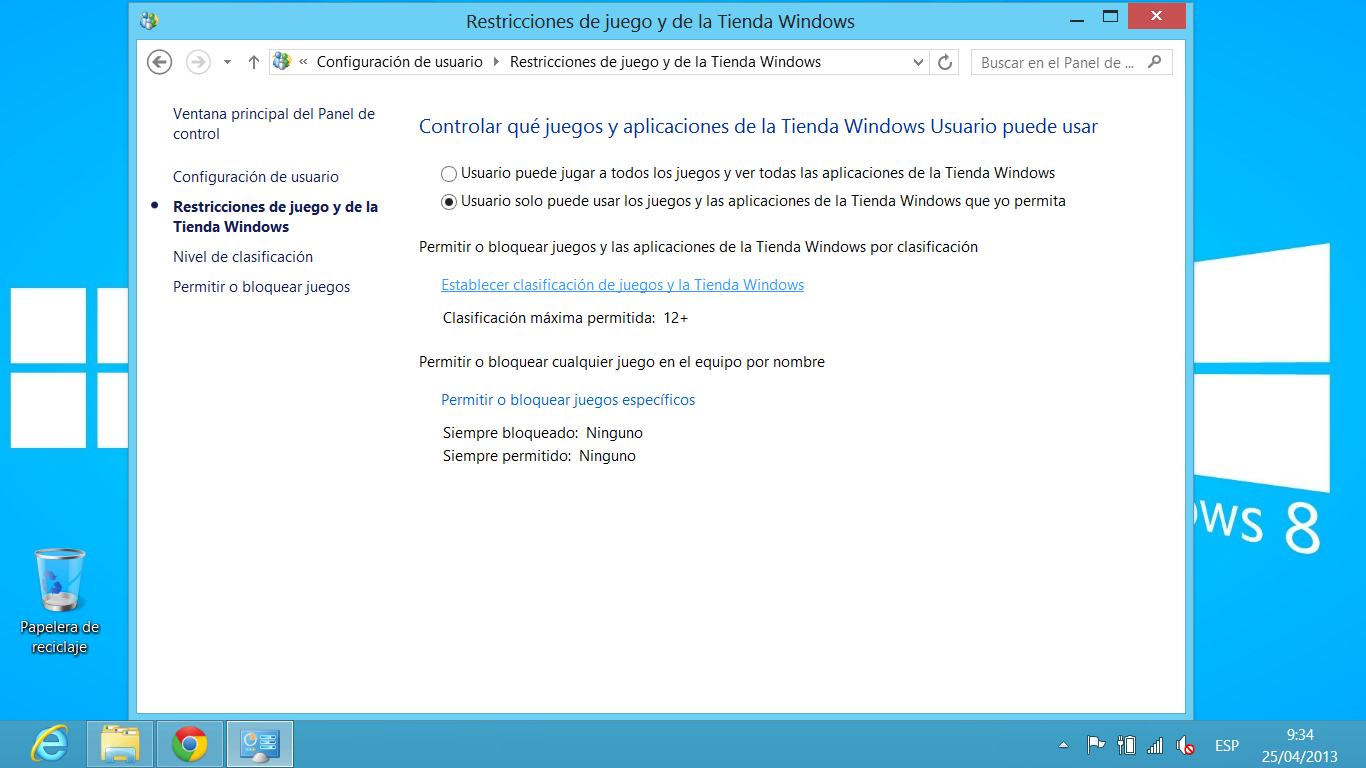 Restricciones de juego y de la Tienda Windows
« Configuración de usuario Restricciones de juego y de la Tienda Windows
Buscar en el Panel de ...
Ventana principal del Panel de
control
Configuración de usuario
Restricciones de juego y de la
Tienda Windows
Nivel de clasificación
Permitir o bloquear juegos
Controlar qué juegos y aplicaciones de la Tienda Windows Usuario puede usar
Usuario puede jugar a todos los juegos y ver todas las aplicaciones de la Tienda Windows
Usuario solo puede usar los juegos y las aplicaciones de la Tienda Windows que yo permita
Permitir o bloquear juegos y las aplicaciones de la Tienda Windows por clasificación
Establecer clasificación de juegos y la Tienda Windows
Clasificación máxima permitida: 12+
Permitir o bloquear cualquier juego en el equipo por nombre
Permitir o bloquear juegos específicos
Siempre bloqueado: Ninguno
Siempre permitido: Ninguno
ows 8
Papelera de
reciclaje
ESP
9:34
25/04/2013